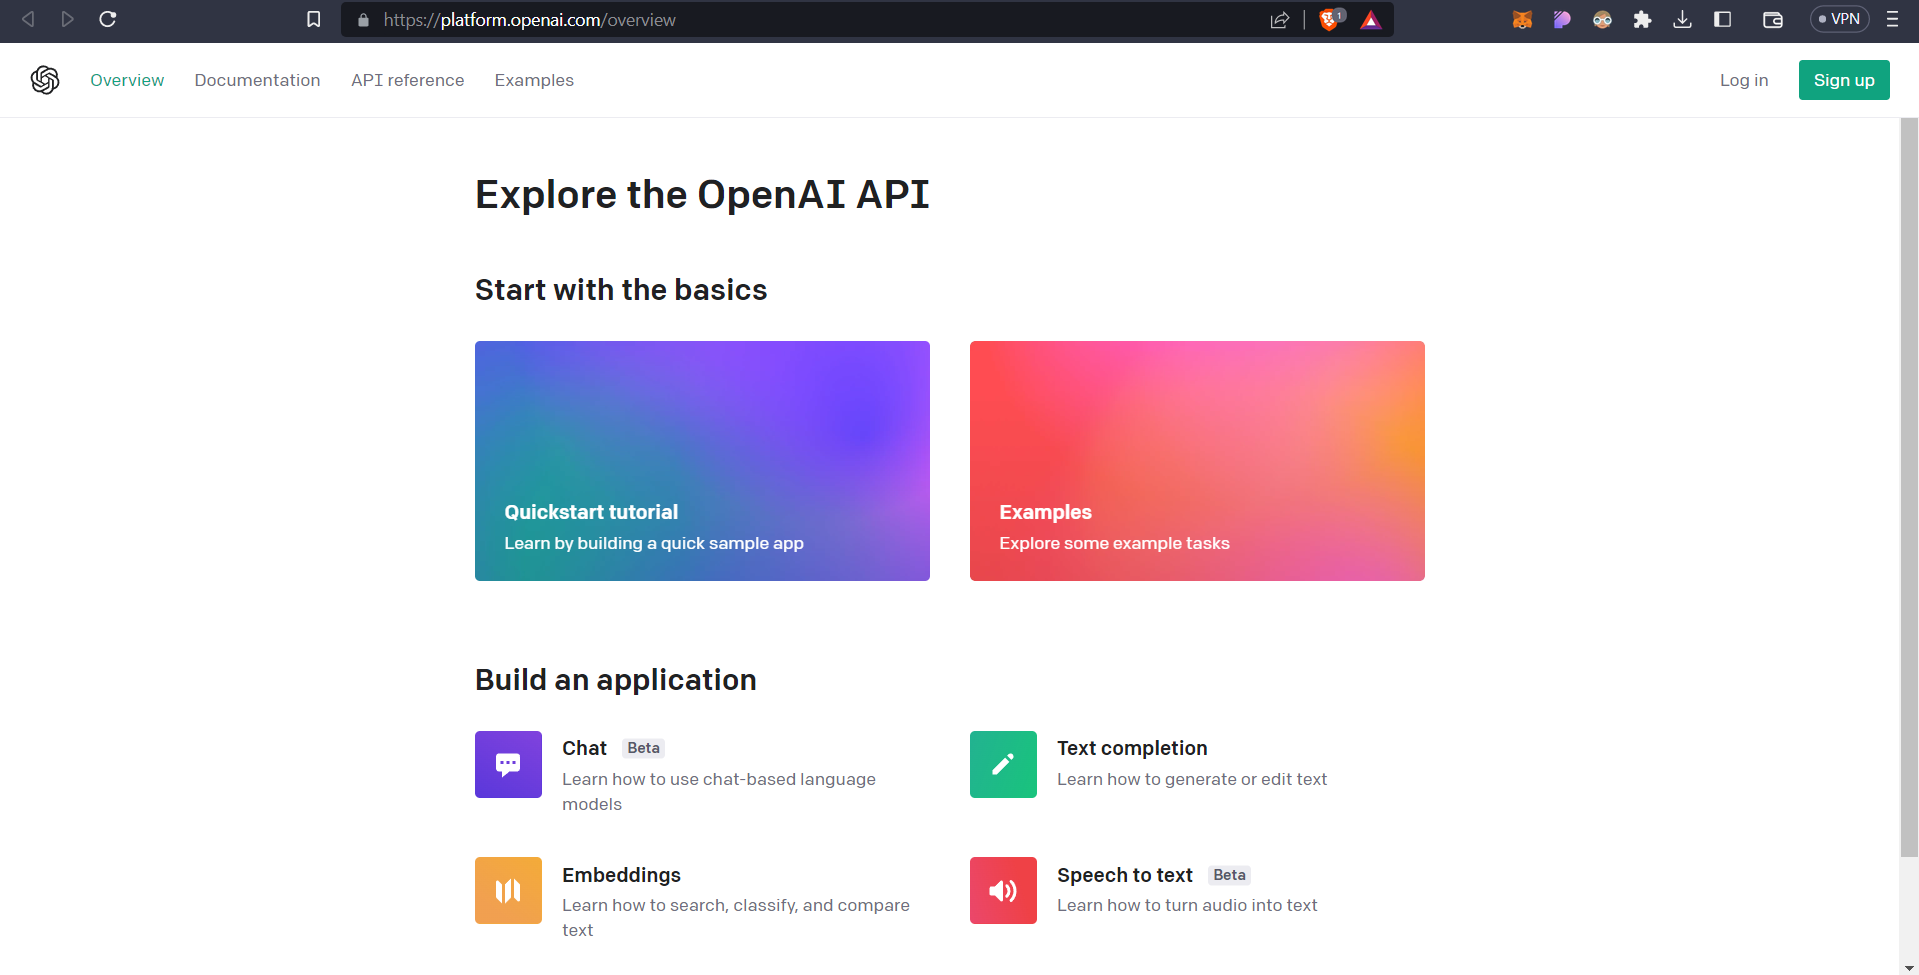 https://platform.openai.com/overview
1
VPN
Overview
Documentation
API reference
Examples
Log in
Sign up
Explore the OpenAI API
Start with the basics
Quickstart tutorial
Learn by building a quick sample app
Examples
Explore some example tasks
Build an application
Chat
Beta
Learn how to use chat-based language
models
Text completion
Learn how to generate or edit text
Embeddings
Learn how to search, classify, and compare
text
Speech to text
Beta
Learn how to turn audio into text